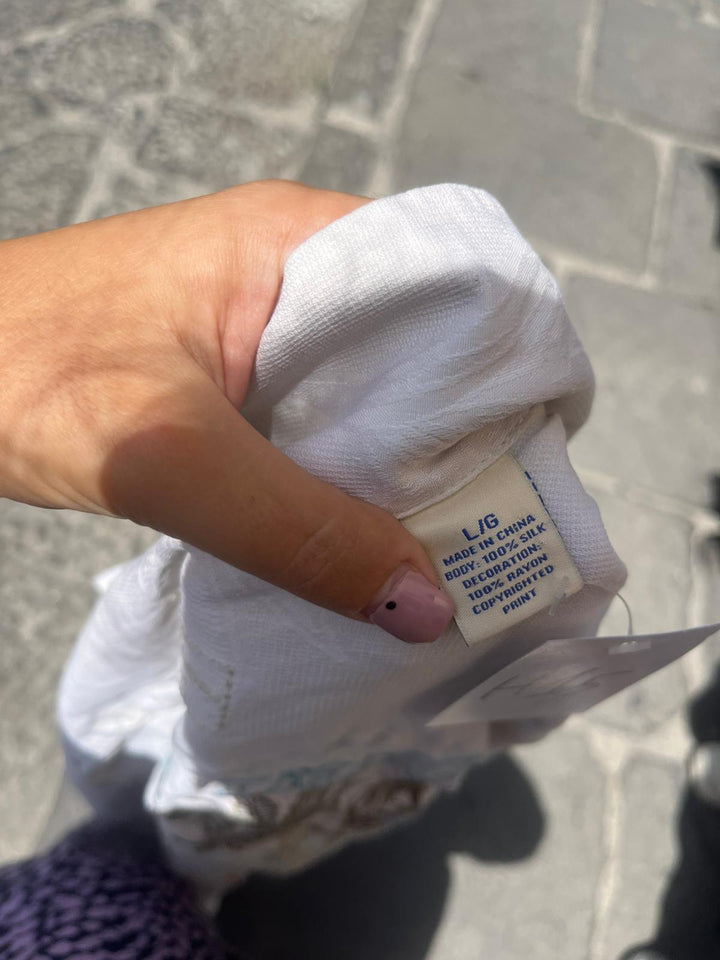 L/G
MADE IN CHINA
BODY: 100% SILK
DECORATION:
100% RAYON
COPYRIGHTED
PRINT